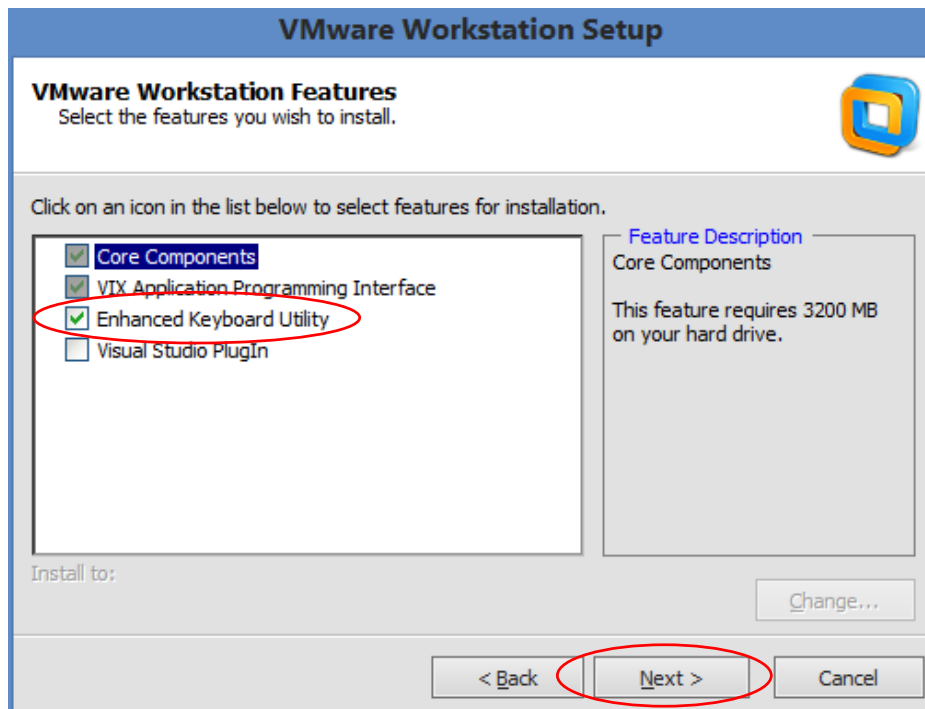 VMware Workstation Setup
VMware Workstation Features
Select the features you wish to install.
Click on an icon in the list below to select features for installation.
Core Components
VIX Application Programming Interface
Enhanced Keyboard Utility
Visual Studio PlugIn
Feature Description
Core Components
This feature requires 3200 MB
on your hard drive.
Install to:
Change...
< Back
Next >
Cancel